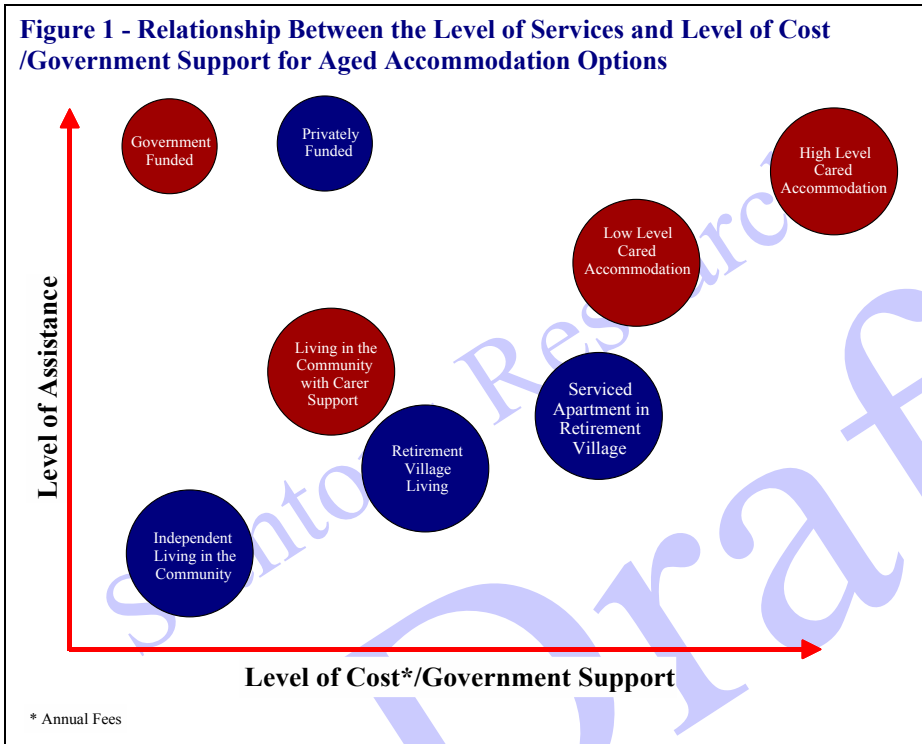 Figure 1 - Relationship Between the Level of Services and Level of Cost
/Government Support for Aged Accommodation Options
Government
Funded
Privately
Funded
High Level
Cared
Accommodation
Low Level
Cared
Accommodation
Living in the
Community
with Carer
Support
Serviced
Apartment in
Retirement
Village
Retirement
Village
Living
Independent
Living in the
Community
Level of Assistance
Level of Cost*/Government Support
* Annual Fees